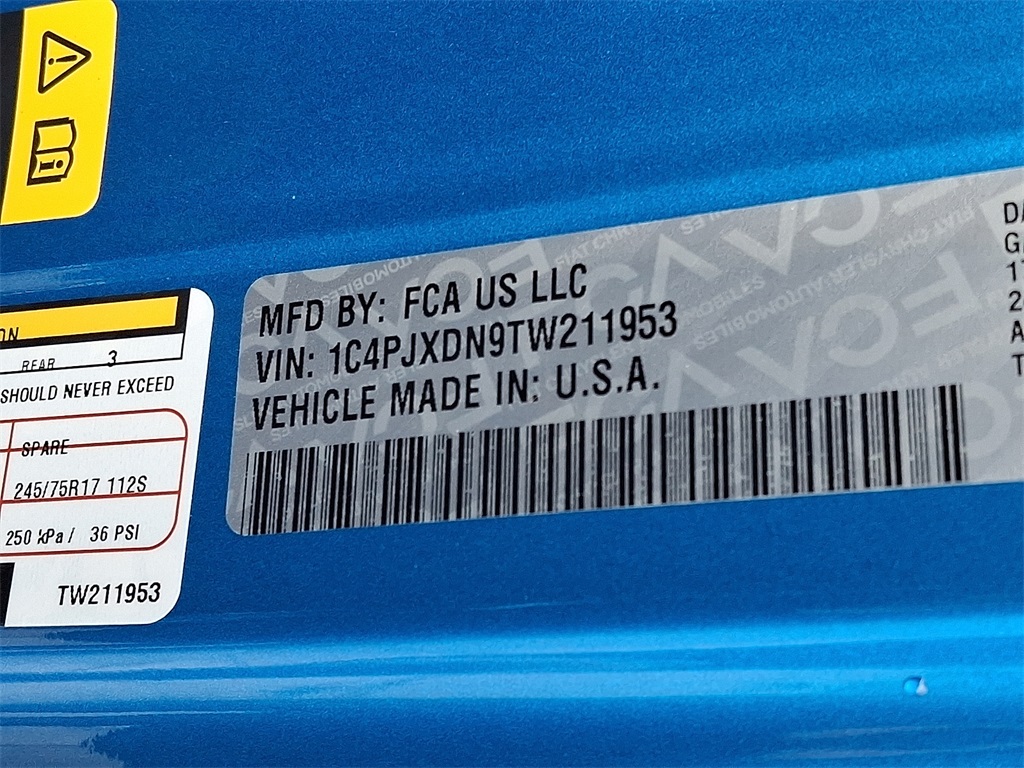 ON
REAR 3
SHOULD NEVER EXCEED
SPARE
245/75R17 112S
250 kPa / 36 PSI
TW211953
MFD BY: FCA US LLC
VIN: 1C4PJXDN9TW211953
VEHICLE MADE IN: U.S.A.